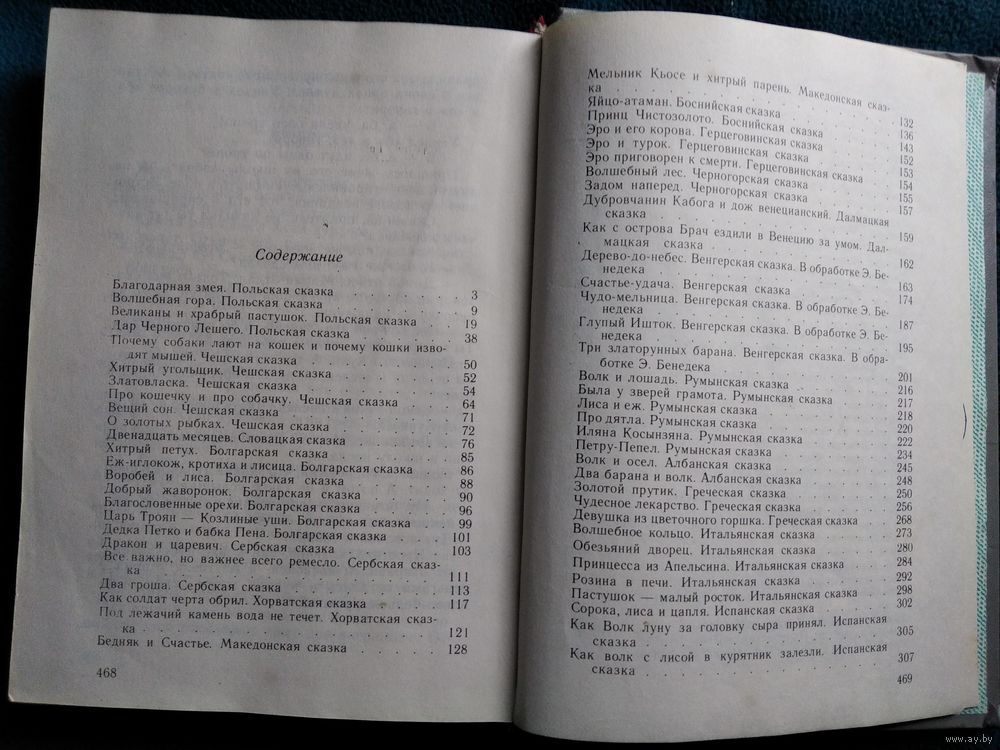 Содержание
Благодарная змея. Польская сказка . . . . . . . 3
Волшебная гора. Польская сказка . . . . . . . 9
Великаны и храбрый пастушок. Польская сказка . . . 19
Дар Черного Лешего. Польская сказка . . . . . . 38
Почему собаки лают на кошек и почему кошки изво-
дят мышей. Чешская сказка . . . . . . . . 50
Хитрый угольщик. Чешская сказка . . . . . . . 52
Златовласка. Чешская сказка . . . . . . . . 54
Про кошечку и про собачку. Чешская сказка . . . . 64
Вещий сон. Чешская сказка . . . . . . . . . 71
О золотых рыбках. Чешская сказка . . . . . . . 72
Двенадцать месяцев. Словацкая сказка . . . . . . 76
Хитрый петух. Болгарская сказка . . . . . . . 85
Еж-иглокож, кротиха и лисица. Болгарская сказка . . . 86
Воробей и лиса. Болгарская сказка . . . . . . 88
Добрый жаворонок. Болгарская сказка . . . . . 90
Благословенные орехи. Болгарская сказка . . . . . 96
Царь Троян — Козлиные уши. Болгарская сказка . . . 99
Дедка Петко и бабка Пена. Болгарская сказка . . . . 101
Дракон и царевич. Сербская сказка . . . . . . 103
Все важно, но важнее всего ремесло. Сербская сказ-
ка . . . . . . . . . . . . . . . 111
Два гроша. Сербская сказка . . . . . . . . 113
Как солдат черта обрил. Хорватская сказка . . . . 117
Под лежачий камень вода не течет. Хорватская сказ-
ка . . . . . . . . . . . . . . . 121
Бедняк и Счастье. Македонская сказка . . . . . . 128
468
Мельник Кьосе и хитрый парень. Македонская сказ-
ка . . . . . . . . . . . . . . . 132
Яйцо-атаман. Боснийская сказка . . . . . . . 136
Принц Чистозолото. Боснийская сказка . . . . . 143
Эро и его корова. Герцеговинская сказка . . . . . 152
Эро и турок. Герцеговинская сказка . . . . . . 153
Эро приговорен к смерти. Герцеговинская сказка . . . 154
Волшебный лес. Черногорская сказка . . . . . . 155
Задом наперед. Черногорская сказка . . . . . . 157
Дубровчанин Кабога и дож венецианский. Далмацкая
сказка . . . . . . . . . . . . . 159
Как с острова Брач ездили в Венецию за умом. Дал-
мацкая сказка . . . . . . . . . . 162
Дерево-до-небес. Венгерская сказка. В обработке Э. Бе-
недека . . . . . . . . . . . . . 163
Счастье-удача. Венгерская сказка . . . . . . . 174
Чудо-мельница. Венгерская сказка. В обработке Э. Бе-
недека . . . . . . . . . . . . . 187
Глупый Ишток. Венгерская сказка. В обработке Э. Бе-
недека . . . . . . . . . . . . . 195
Три златорунных барана. Венгерская сказка. В обра-
ботке Э. Бенедека . . . . . . . . . . 201
Волк и лошадь. Румынская сказка . . . . . . . 216
Была у зверей грамота. Румынская сказка . . . . . 217
Лиса и еж. Румынская сказка . . . . . . . . 218
Про дятла. Румынская сказка . . . . . . . . 220
Иляна Косынзяна. Румынская сказка . . . . . . 222
Петру-Пепел. Румынская сказка . . . . . . . 234
Волк и осел. Албанская сказка . . . . . . . . 245
Два барана и волк. Албанская сказка . . . . . . 248
Золотой прутик. Греческая сказка . . . . . . . 250
Чудесное лекарство. Греческая сказка . . . . . . 256
Девушка из цветочного горшка. Греческая сказка . . . 268
Волшебное кольцо. Итальянская сказка . . . . . 273
Обезьяний дворец. Итальянская сказка . . . . . 280
Принцесса из Апельсина. Итальянская сказка . . . . 284
Розина в печи. Итальянская сказка . . . . . . 292
Пастушок — малый росток. Итальянская сказка . . . 298
Сорока, лиса и цапля. Испанская сказка . . . . . 302
Как Волк Луну за головку сыра принял. Испанская
сказка . . . . . . . . . . . . . 305
Как волк с лисой в курятник залезли. Испанская
сказка . . . . . . . . . . . . . 307
469
www.ay.by